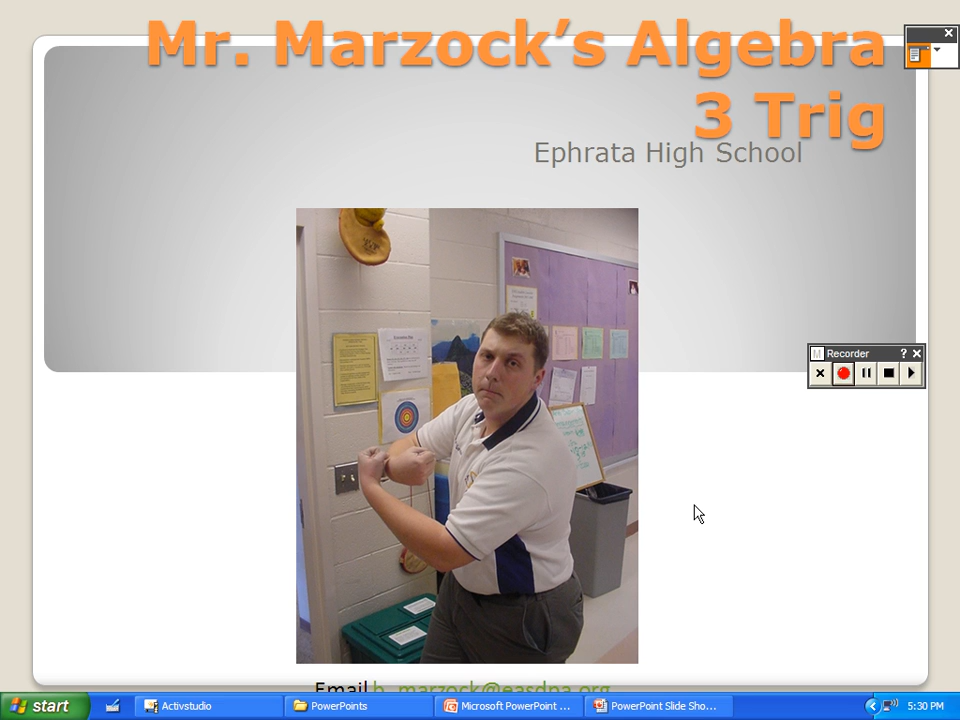 Mr. Marzock’s Algebra
3 Trig
Ephrata High School
Recorder
Email
start
Activstudio
PowerPoints
Microsoft PowerPoint ...
PowerPoint Slide Sho...
5:30 PM